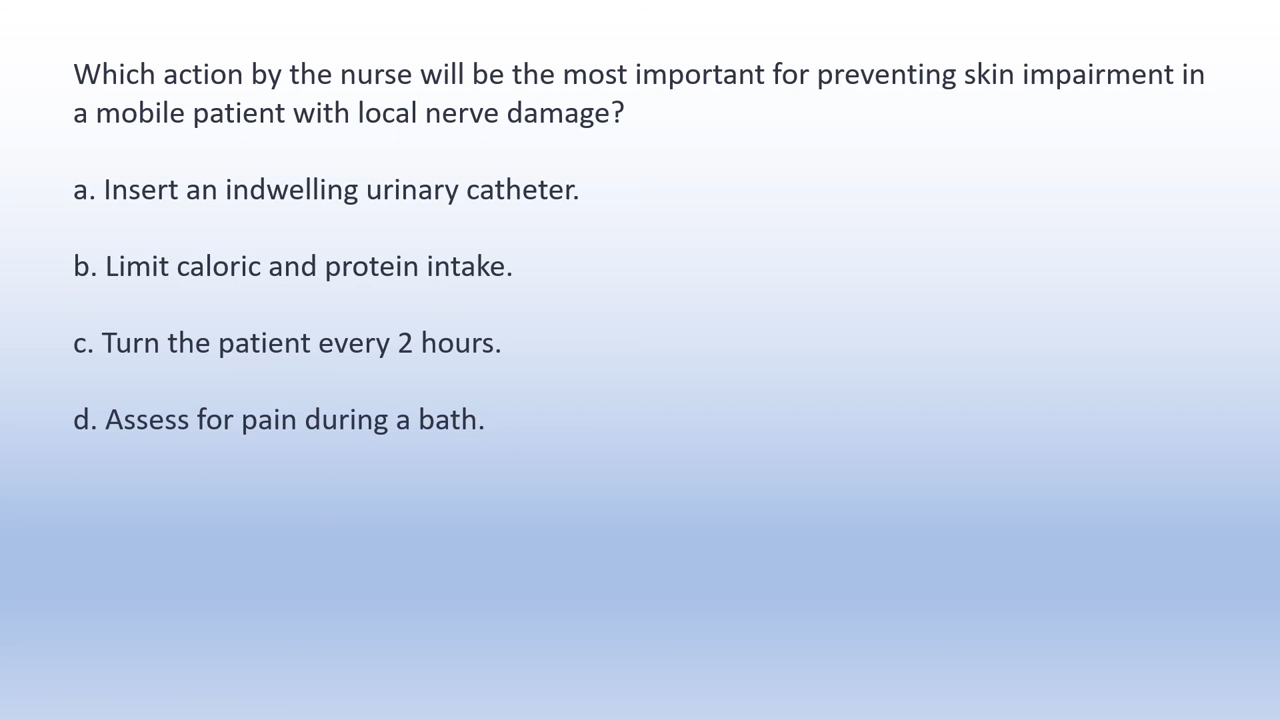 Which action by the nurse will be the most important for preventing skin impairment in
a mobile patient with local nerve damage?
a. Insert an indwelling urinary catheter.
b. Limit caloric and protein intake.
c. Turn the patient every 2 hours.
d. Assess for pain during a bath.